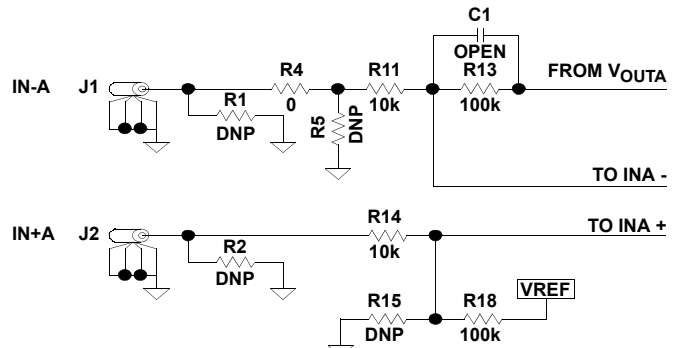 C1
OPEN
R4
R11
R13
FROM VOUTA
IN-A
J1
R1
0
10k
100k
DNP
R5
DNP
TO INA -
IN+A
J2
R14
TO INA +
R2
10k
DNP
R15
R18
VREF
DNP
100k